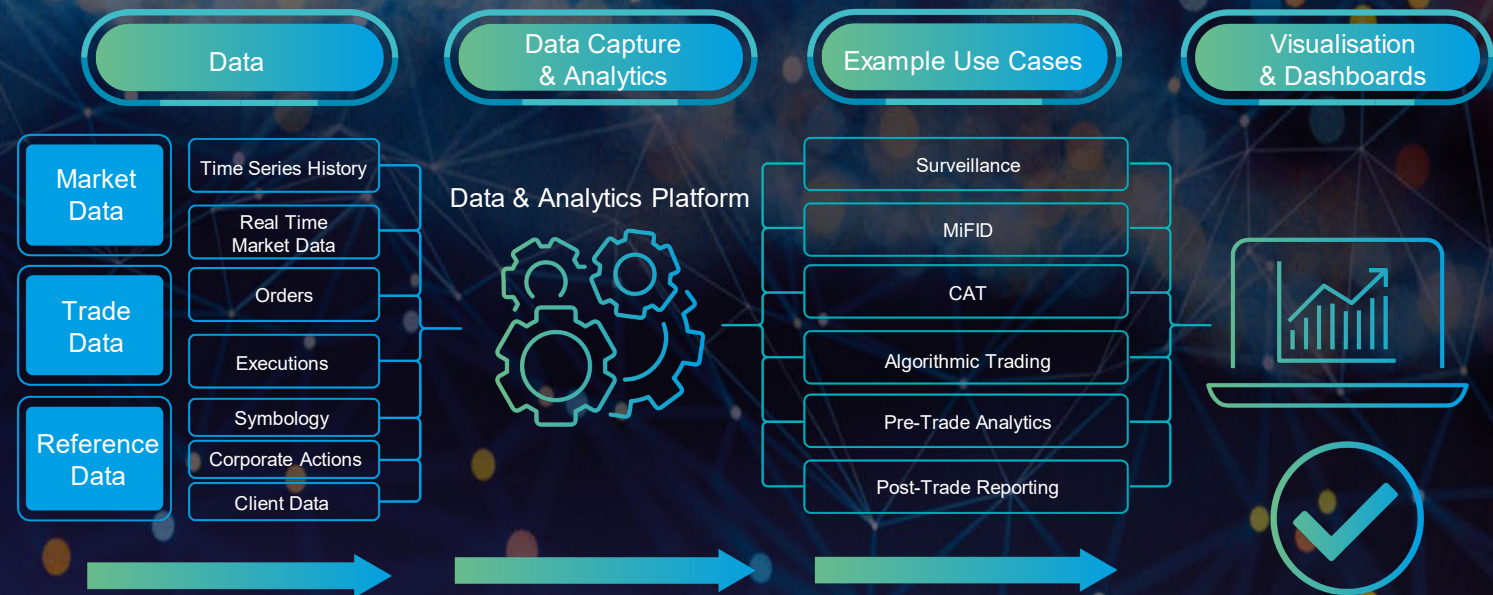 Data
Data Capture
& Analytics
Example Use Cases
Visualisation
& Dashboards
Market
Data
Trade
Data
Reference
Data
Time Series History
Real Time
Market Data
Orders
Executions
Symbology
Corporate Actions
Client Data
Data & Analytics Platform
Surveillance
MiFID
CAT
Algorithmic Trading
Pre-Trade Analytics
Post-Trade Reporting